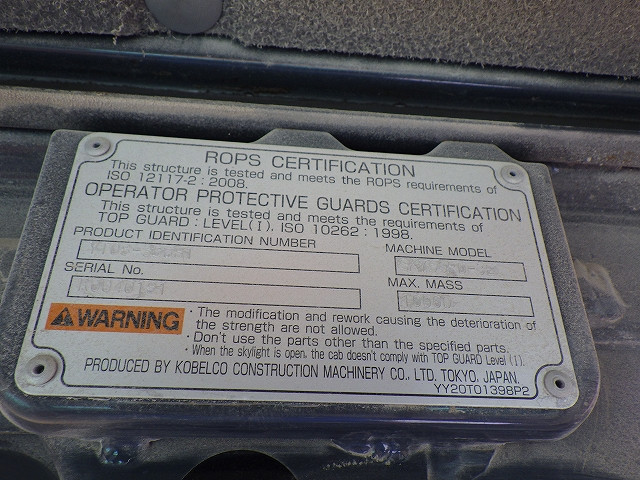 ROPS CERTIFICATION
This structure is tested and meets the ROPS requirements of
ISO 12117-2 : 2008.
OPERATOR PROTECTIVE GUARDS CERTIFICATION
This structure is tested and meets the requirements of
TOP GUARD : LEVEL(I), ISO 10262 : 1998.
PRODUCT IDENTIFICATION NUMBER
MACHINE MODEL
SERIAL No.
MAX. MASS
WARNING
· The modification and rework causing the deterioration of
the strength are not allowed.
· Don't use the parts other than the specified parts.
· When the skylight is open, the cab doesn't comply with TOP GUARD Level (I).
PRODUCED BY KOBELCO CONSTRUCTION MACHINERY CO., LTD. TOKYO, JAPAN.
YY20T01398P2